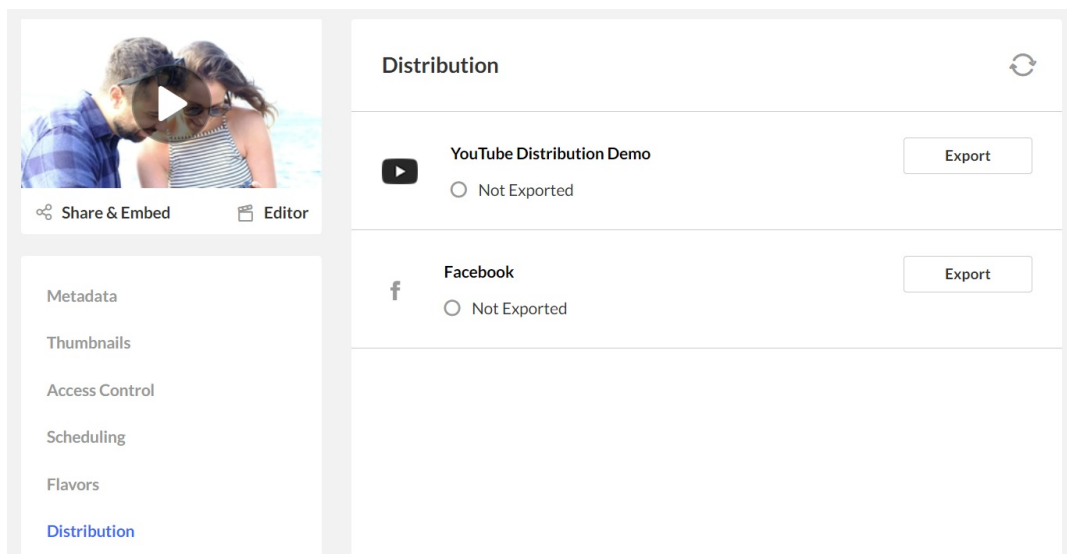 Share & Embed
Editor
Metadata
Thumbnails
Access Control
Scheduling
Flavors
Distribution
Distribution
YouTube Distribution Demo
Not Exported
Export
Facebook
Not Exported
Export